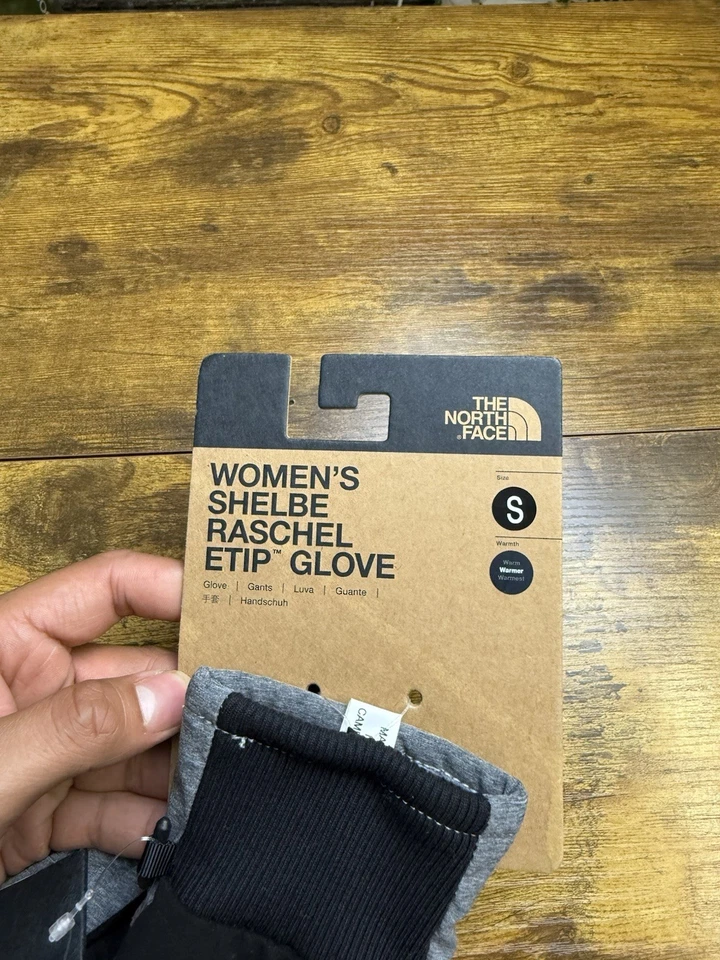 THE
NORTH
FACE
WOMEN'S
SHELBE
RASCHEL
ETIP™ GLOVE
Glove | Gants | Luva | Guante |
手套 | Handschuh
Size
S
Warmth
Warm
Warmer
Warmest